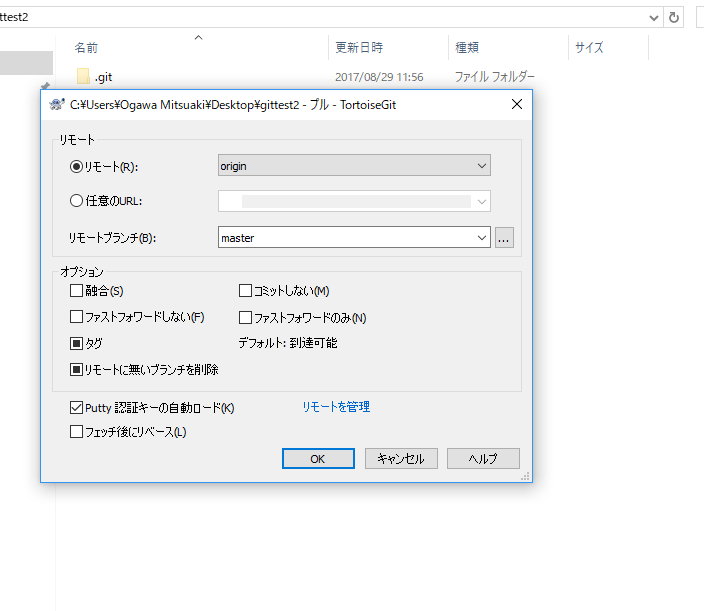 ttest2
名前 更新日時 種類 サイズ
.git 2017/08/29 11:56 ファイル フォルダー
C:¥Users¥Ogawa Mitsuaki¥Desktop¥gittest2 - プル - TortoiseGit
リモート
リモート(R): origin
任意のURL:
リモートブランチ(B): master ...
オプション
融合(S) コミットしない(M)
ファストフォワードしない(F) ファストフォワードのみ(N)
タグ デフォルト: 到達可能
リモートに無いブランチを削除
Putty 認証キーの自動ロード(K) リモートを管理
フェッチ後にリベース(L)
OK キャンセル ヘルプ